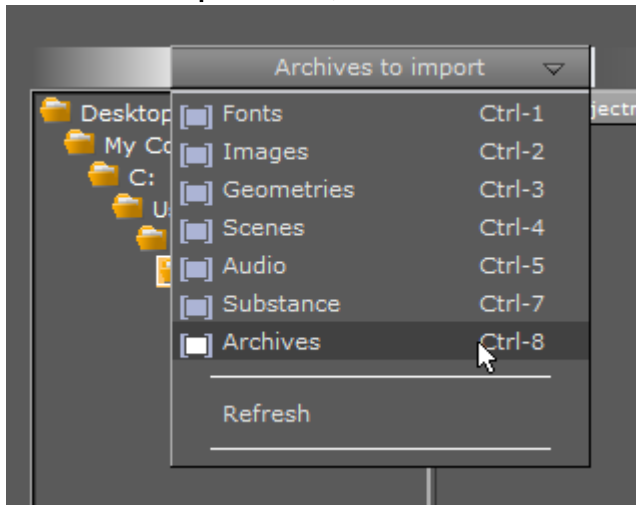 Archives to import
Desktop
My Co
C:
Fonts Ctrl-1
Images Ctrl-2
Geometries Ctrl-3
Scenes Ctrl-4
Audio Ctrl-5
Substance Ctrl-7
Archives Ctrl-8
Refresh